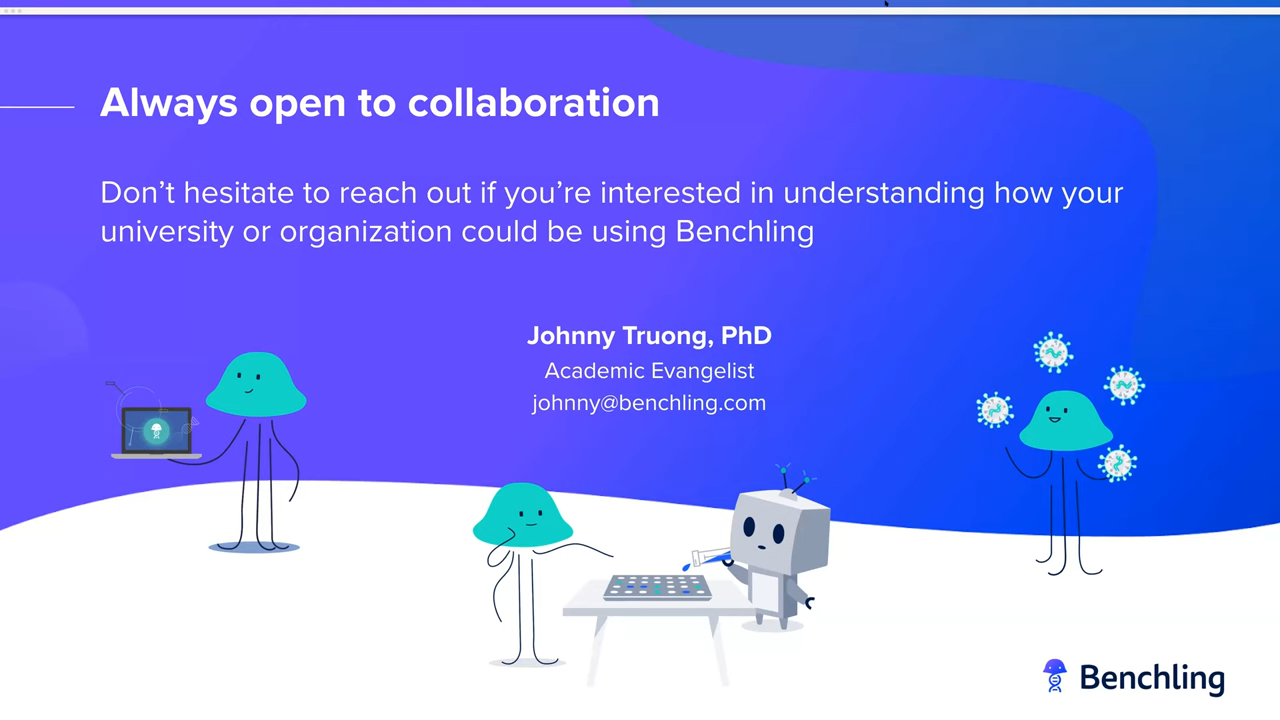 Always open to collaboration
Don’t hesitate to reach out if you’re interested in understanding how your
university or organization could be using Benchling
Johnny Truong, PhD
Academic Evangelist
johnny@benchling.com
Benchling